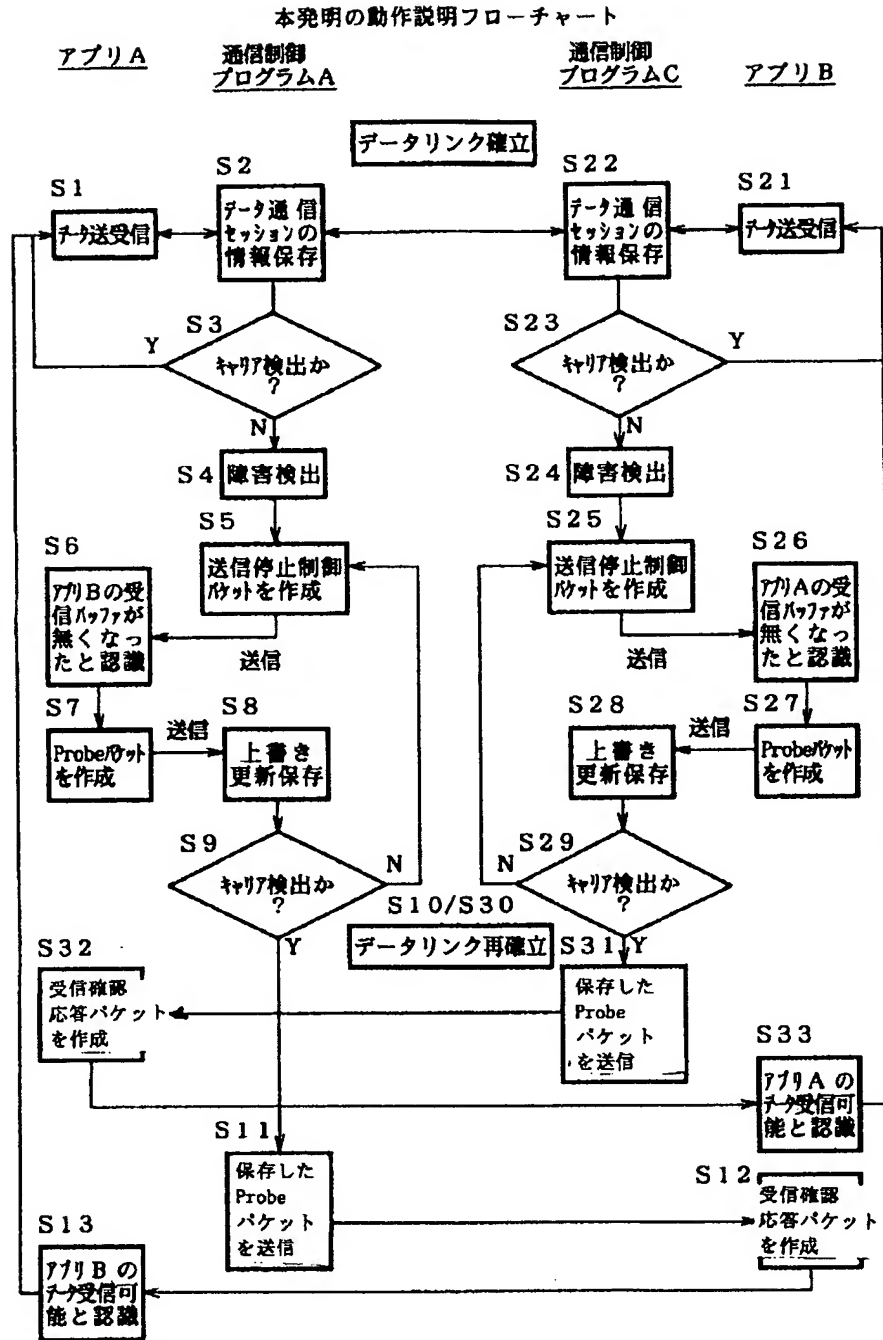 本発明の動作説明フローチャート
アプリA
通信制御
プログラムA
通信制御
プログラムC
アプリB
データリンク確立
S1
データ送受信
S2
データ通信
セッションの
情報保存
S22
データ通信
セッションの
情報保存
S21
データ送受信
S3
Y
キャリア検出か
?
N
S23
Y
キャリア検出か
?
N
S4
障害検出
S24
障害検出
S5
送信停止制御
パケットを作成
送信
S25
送信停止制御
パケットを作成
送信
S6
アプリBの受
信バッファが
無くなっ
たと認識
S26
アプリAの受
信バッファが
無くなっ
たと認識
S7
Probeパケット
を作成
送信
S8
上書き
更新保存
S28
上書き
更新保存
送信
S27
Probeパケット
を作成
S9
キャリア検出か
?
N
Y
S29
N
キャリア検出か
?
Y
S10/S30
データリンク再確立
S32
受信確認
応答パケット
を作成
S31
保存した
Probe
パケット
を送信
S33
アプリAの
データ受信可
能と認識
S11
保存した
Probe
パケット
を送信
S12
受信確認
応答パケット
を作成
S13
アプリBの
データ受信可
能と認識